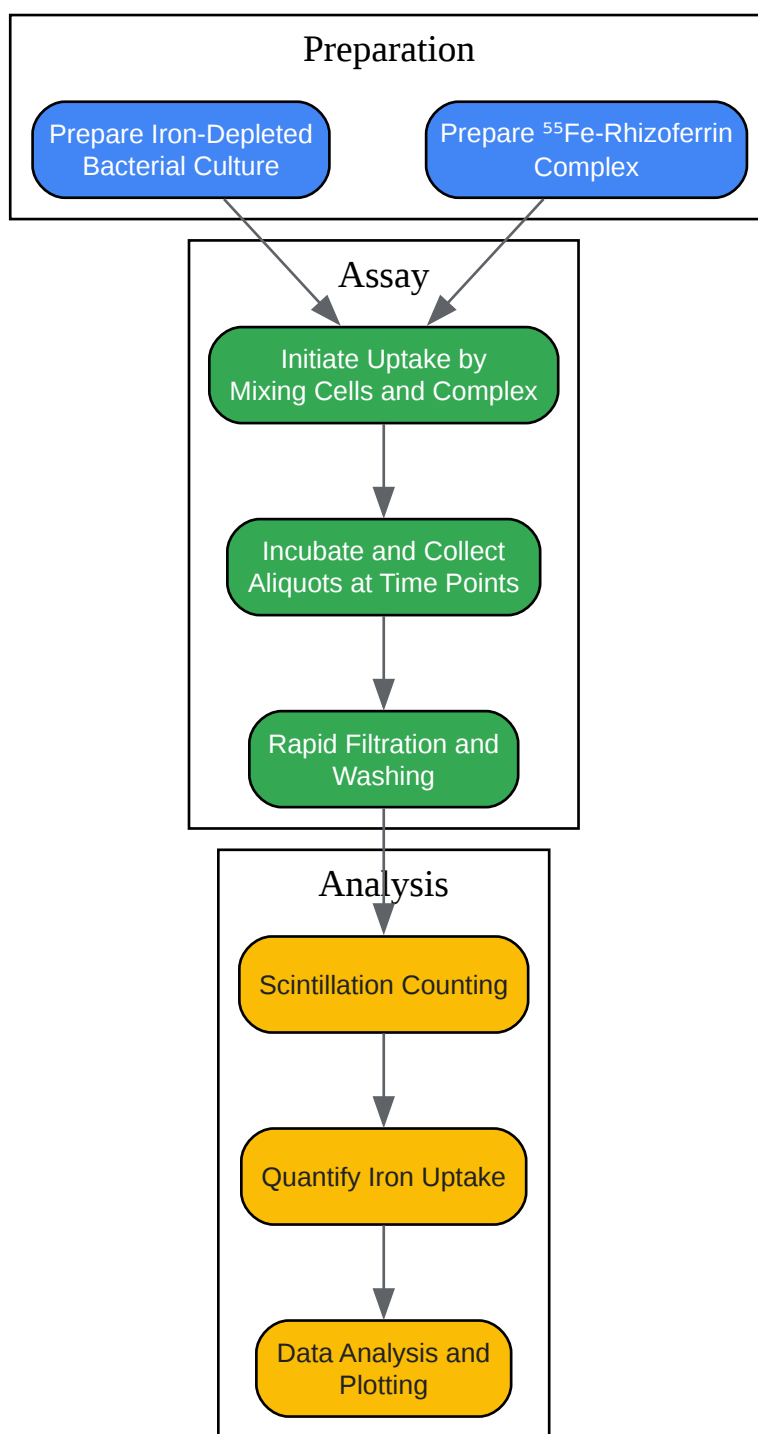 Preparation
Prepare Iron-Depleted
Bacterial Culture
Prepare ⁵⁵Fe-Rhizoferrin
Complex
Assay
Initiate Uptake by
Mixing Cells and Complex
Incubate and Collect
Aliquots at Time Points
Rapid Filtration and
Washing
Analysis
Scintillation Counting
Quantify Iron Uptake
Data Analysis and
Plotting